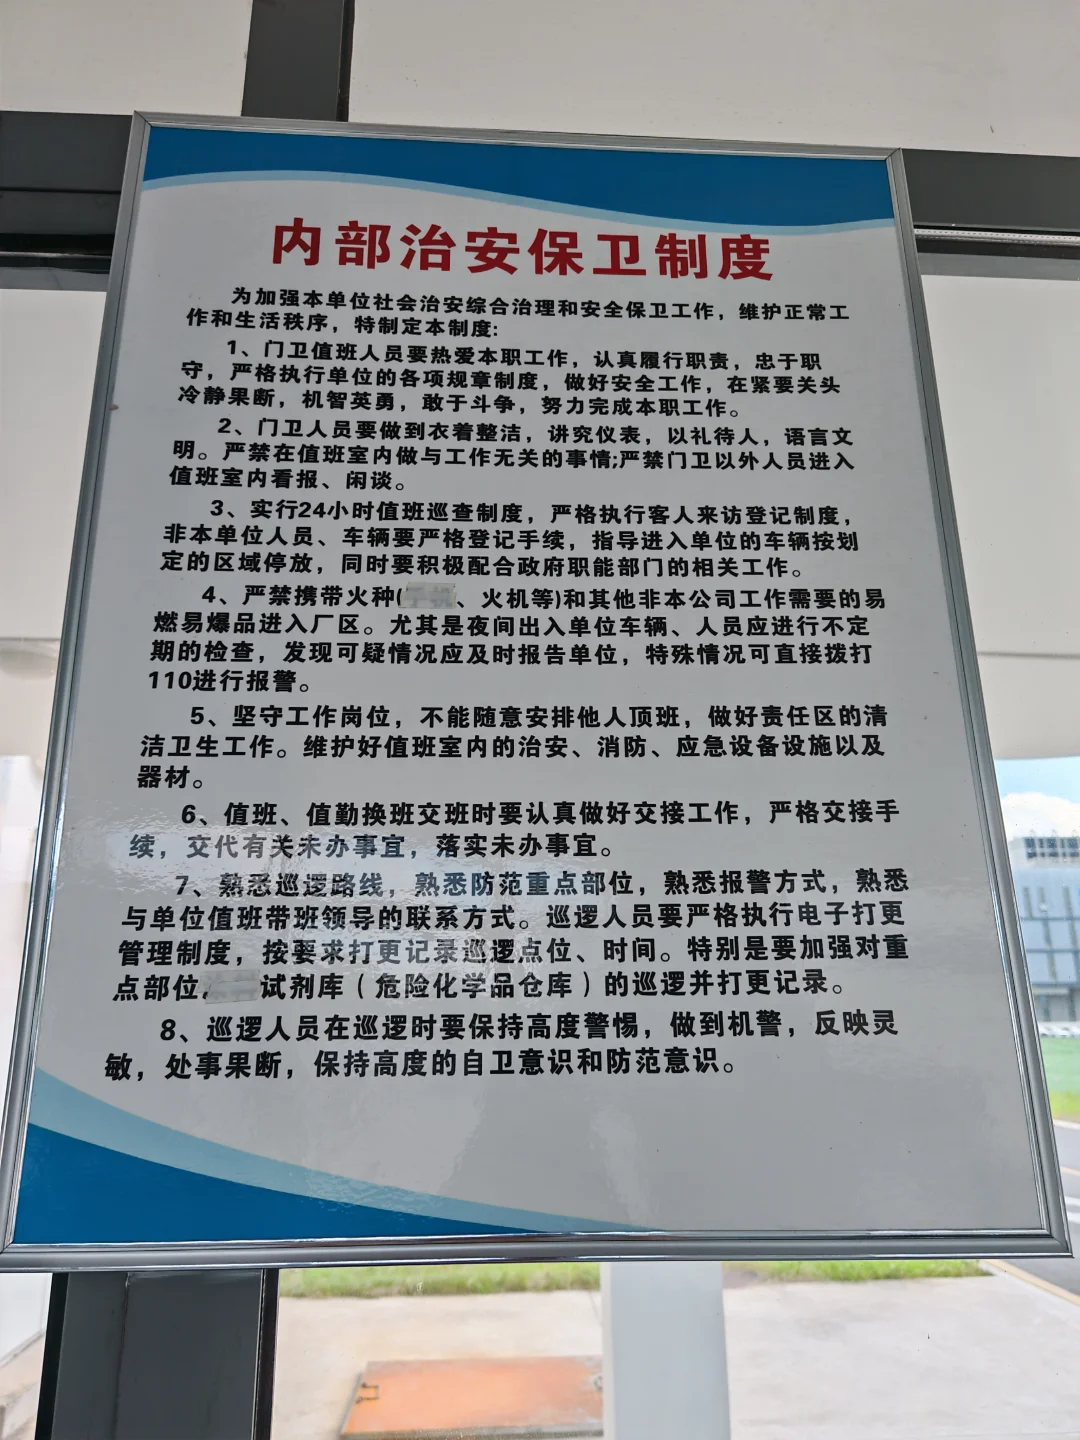 内部治安保卫制度
为加强本单位社会治安综合治理和安全保卫工作，维护正常工
作和生活秩序，特制定本制度:
1、门卫值班人员要热爱本职工作，认真履行职责，忠于职
守，严格执行单位的各项规章制度，做好安全工作，在紧要关头
冷静果断，机智英勇，敢于斗争，努力完成本职工作。
2、门卫人员要做到衣着整洁，讲究仪表，以礼待人，语言文
明。严禁在值班室内做与工作无关的事情;严禁门卫以外人员进入
值班室内看报、闲谈。
3、实行24小时值班巡查制度，严格执行客人来访登记制度，
非本单位人员、车辆要严格登记手续，指导进入单位的车辆按划
定的区域停放，同时要积极配合政府职能部门的相关工作。
4、严禁携带火种(、火机等)和其他非本公司工作需要的易
燃易爆品进入厂区。尤其是夜间出入单位车辆、人员应进行不定
期的检查，发现可疑情况应及时报告单位，特殊情况可直接拨打
110进行报警。
5、坚守工作岗位，不能随意安排他人顶班，做好责任区的清
洁卫生工作。维护好值班室内的治安、消防、应急设备设施以及
器材。
6、值班、值勤换班交班时要认真做好交接工作，严格交接手
续，交代有关未办事宜，落实未办事宜。
7、熟悉巡逻路线，熟悉防范重点部位，熟悉报警方式，熟悉
与单位值班带班领导的联系方式。巡逻人员要严格执行电子打更
管理制度，按要求打更记录巡逻点位、时间。特别是要加强对重
点部位 试剂库（危险化学品仓库）的巡逻并打更记录。
8、巡逻人员在巡逻时要保持高度警惕，做到机警，反映灵
敏，处事果断，保持高度的自卫意识和防范意识。